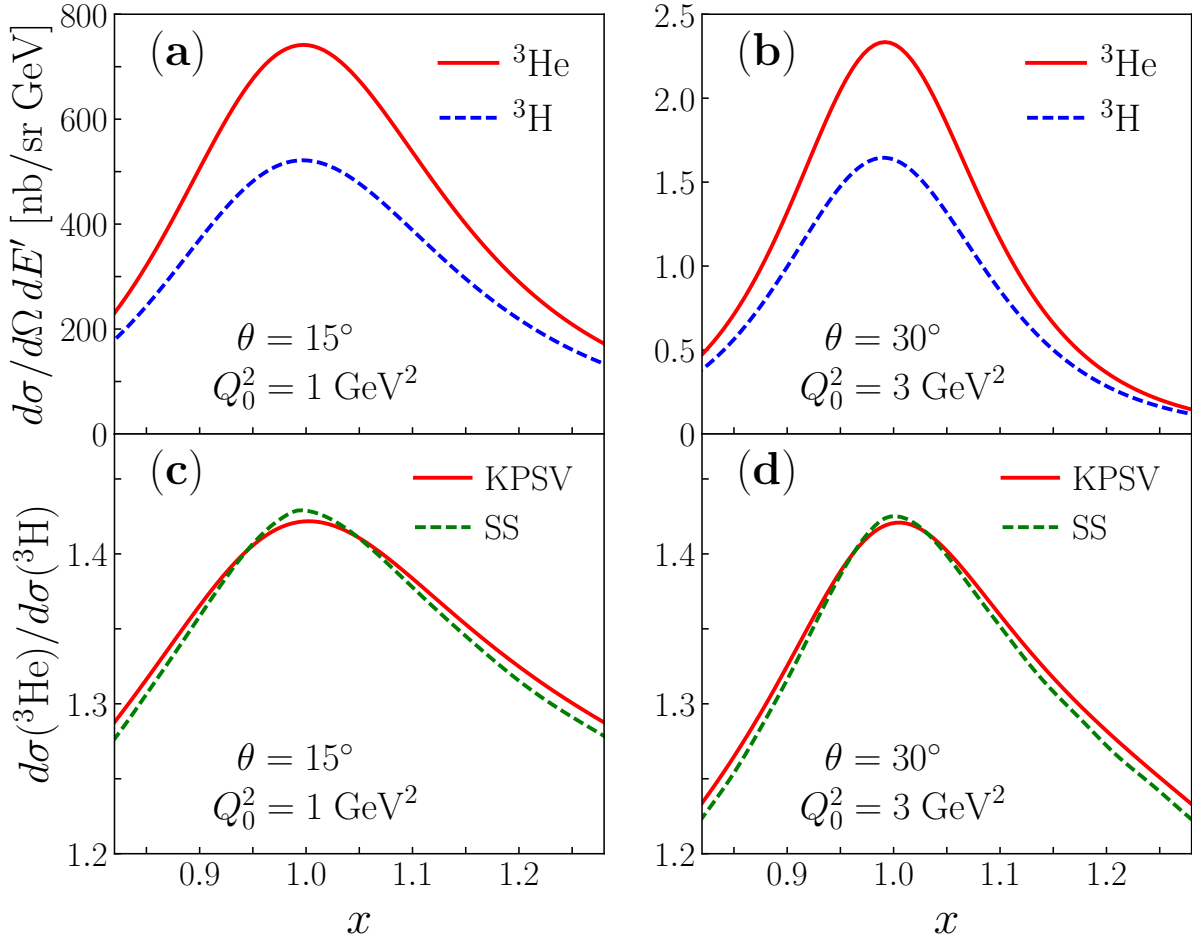 dσ/dΩ dE′ [nb/sr GeV]
800
600
400
200
0
(a)
³He
³H
θ = 15°
Q₀² = 1 GeV²
2.5
2.0
1.5
1.0
0.5
0
(b)
³He
³H
θ = 30°
Q₀² = 3 GeV²
dσ(³He)/dσ(³H)
1.4
1.3
1.2
(c)
KPSV
SS
θ = 15°
Q₀² = 1 GeV²
0.9 1.0 1.1 1.2
x
1.4
1.3
1.2
(d)
KPSV
SS
θ = 30°
Q₀² = 3 GeV²
0.9 1.0 1.1 1.2
x